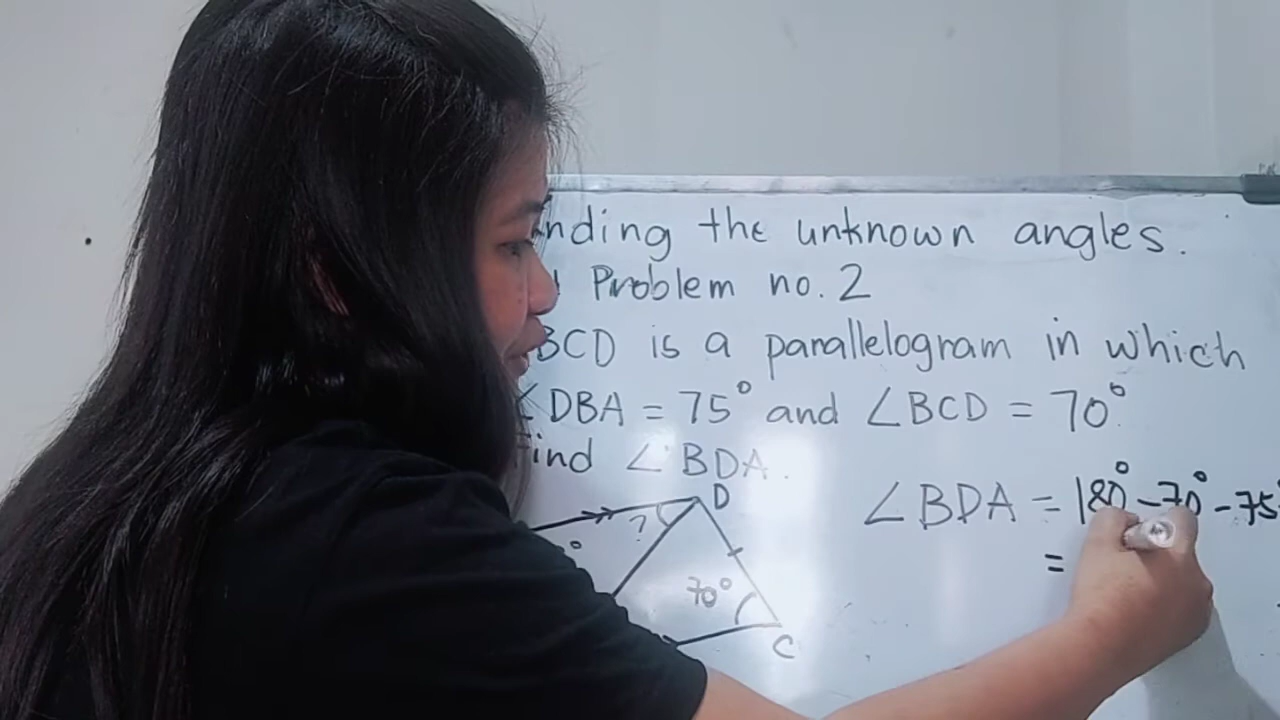 nding the unknown angles.
Problem no. 2
BCD is a parallelogram in which
∠DBA = 75° and ∠BCD = 70°.
find ∠BDA.
D
∠BDA = 180° - 70° - 75°
?
=
70°
C